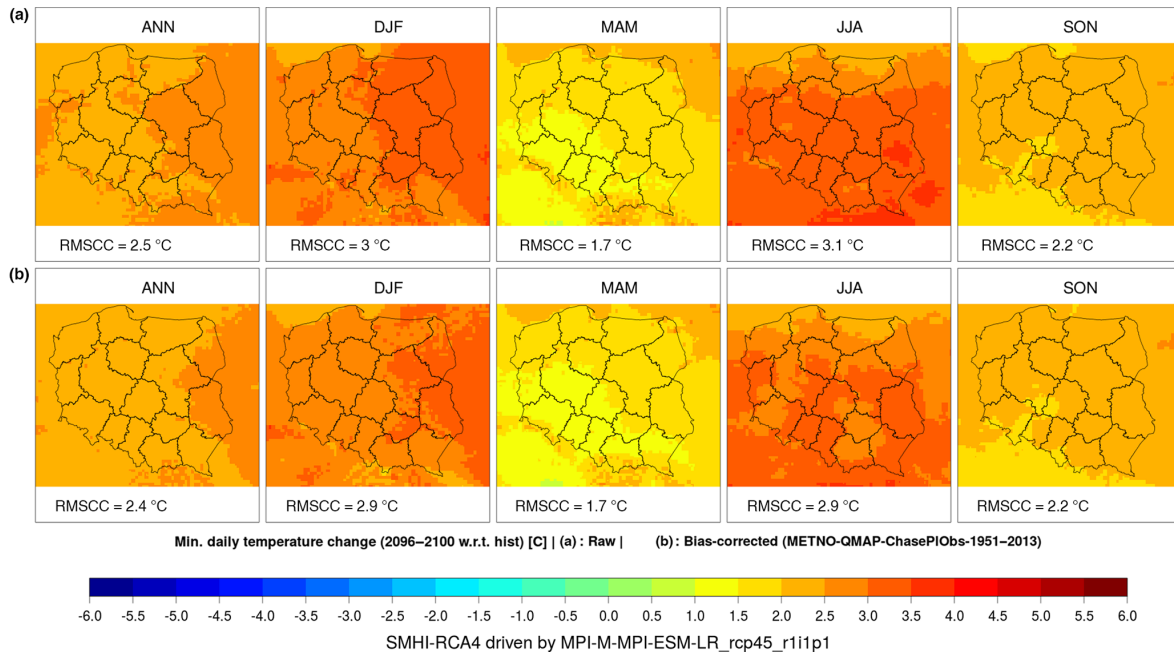 (a)
ANN DJF MAM JJA SON
RMSCC = 2.5 °C RMSCC = 3 °C RMSCC = 1.7 °C RMSCC = 3.1 °C RMSCC = 2.2 °C
(b)
ANN DJF MAM JJA SON
RMSCC = 2.4 °C RMSCC = 2.9 °C RMSCC = 1.7 °C RMSCC = 2.9 °C RMSCC = 2.2 °C
Min. daily temperature change (2096–2100 w.r.t. hist) [C] | (a) : Raw | (b) : Bias-corrected (METNO-QMAP-ChasePlObs-1951–2013)
-6.0 -5.5 -5.0 -4.5 -4.0 -3.5 -3.0 -2.5 -2.0 -1.5 -1.0 -0.5 0.0 0.5 1.0 1.5 2.0 2.5 3.0 3.5 4.0 4.5 5.0 5.5 6.0
SMHI-RCA4 driven by MPI-M-MPI-ESM-LR_rcp45_r1i1p1